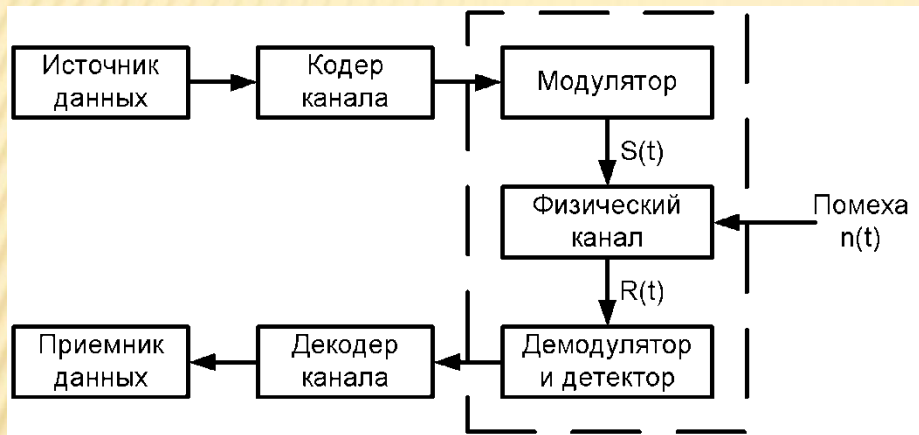 Источник
данных
Кодер
канала
Модулятор
S(t)
Физический
канал
Помеха
n(t)
R(t)
Приемник
данных
Декодер
канала
Демодулятор
и детектор